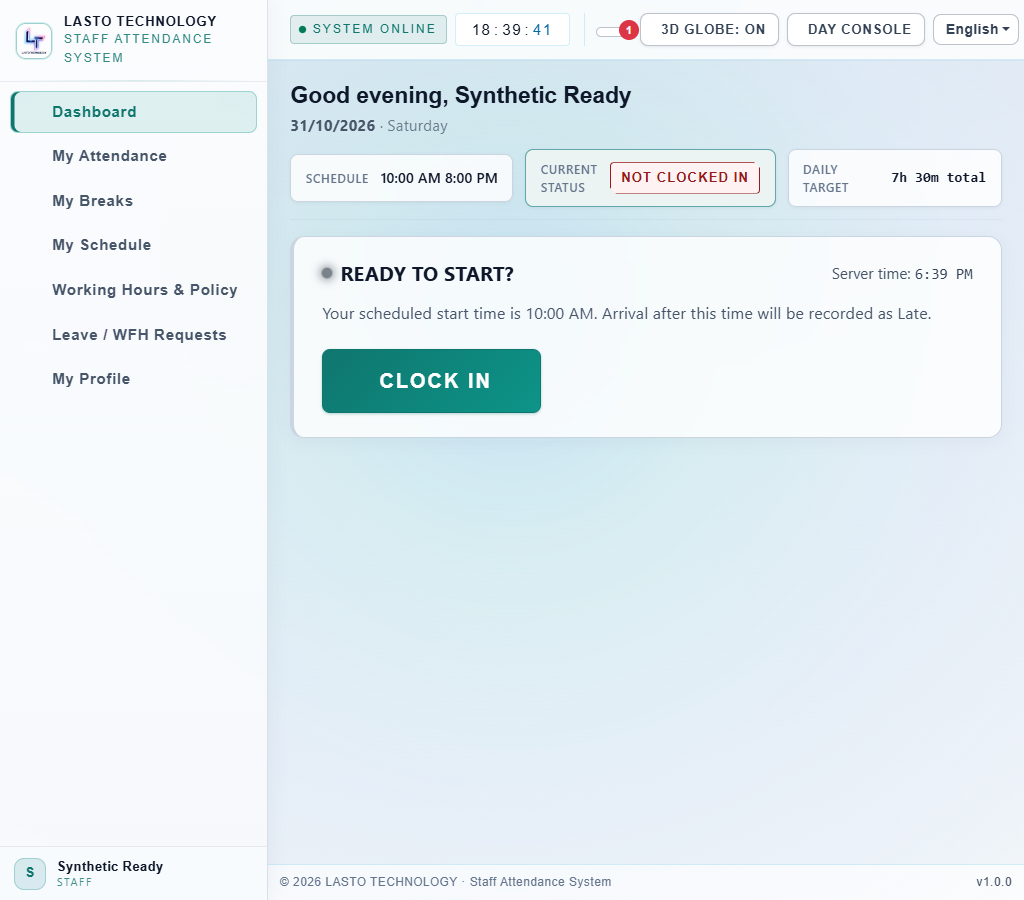 LASTO TECHNOLOGY
STAFF ATTENDANCE
SYSTEM
Dashboard
My Attendance
My Breaks
My Schedule
Working Hours & Policy
Leave / WFH Requests
My Profile
S
Synthetic Ready
STAFF
SYSTEM ONLINE
18:39:41
1
3D GLOBE: ON
DAY CONSOLE
English
Good evening, Synthetic Ready
31/10/2026 · Saturday
SCHEDULE 10:00 AM 8:00 PM
CURRENT
STATUS
NOT CLOCKED IN
DAILY
TARGET
7h 30m total
READY TO START?
Server time: 6:39 PM
Your scheduled start time is 10:00 AM. Arrival after this time will be recorded as Late.
CLOCK IN
© 2026 LASTO TECHNOLOGY · Staff Attendance System
v1.0.0